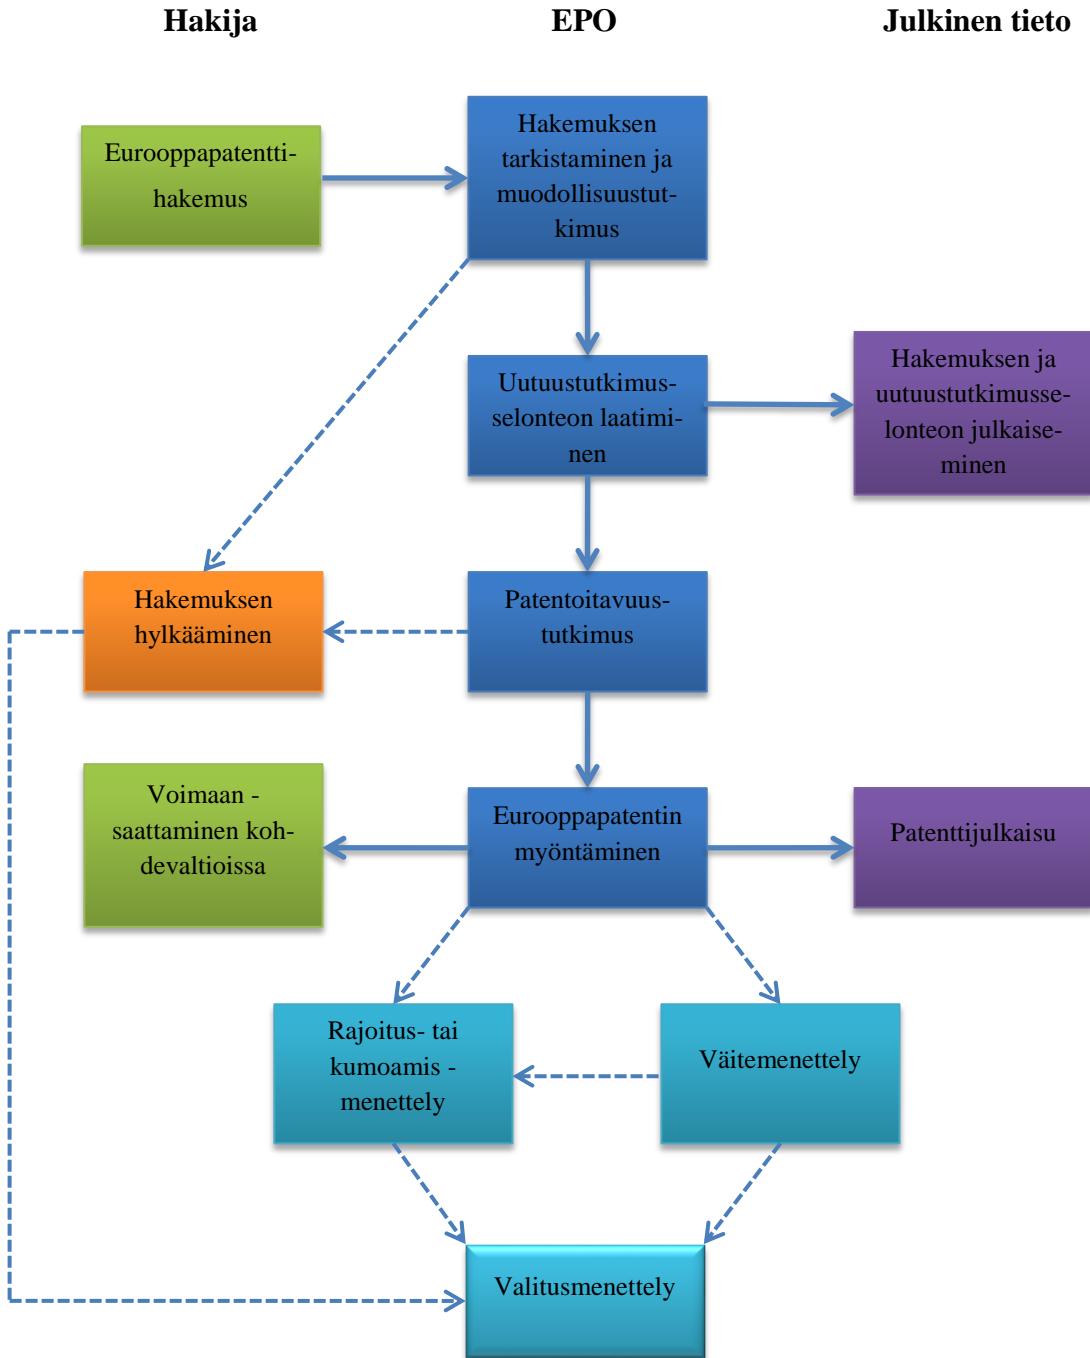 Hakija
EPO
Julkinen tieto
Eurooppapatentti-
hakemus
Hakemuksen
tarkistaminen ja
muodollisuustut-
kimus
Uutuustutkimus-
selonteon laatimi-
nen
Hakemuksen ja
uutuustutkimusse-
lonteon julkaise-
minen
Hakemuksen
hylkääminen
Patentoitavuus-
tutkimus
Voimaan -
saattaminen koh-
devaltioissa
Eurooppapatentin
myöntäminen
Patenttijulkaisu
Rajoitus- tai
kumoamis -
menettely
Väitemenettely
Valitusmenettely